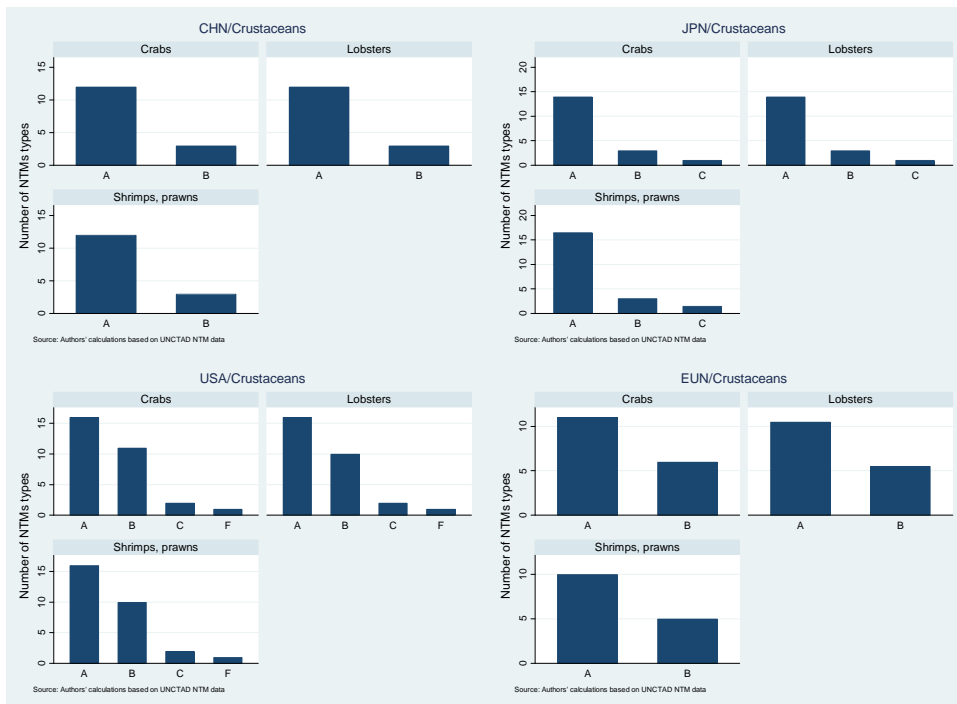 CHN/Crustaceans
Number of NTMs types
Crabs
15
10
5
0
A B
Lobsters
A B
Shrimps, prawns
15
10
5
0
A B
Source: Authors' calculations based on UNCTAD NTM data
JPN/Crustaceans
Number of NTMs types
Crabs
20
15
10
5
0
A B C
Lobsters
A B C
Shrimps, prawns
20
15
10
5
0
A B C
Source: Authors' calculations based on UNCTAD NTM data
USA/Crustaceans
Number of NTMs types
Crabs
15
10
5
0
A B C F
Lobsters
A B C F
Shrimps, prawns
15
10
5
0
A B C F
Source: Authors' calculations based on UNCTAD NTM data
EUN/Crustaceans
Number of NTMs types
Crabs
10
5
0
A B
Lobsters
A B
Shrimps, prawns
10
5
0
A B
Source: Authors' calculations based on UNCTAD NTM data